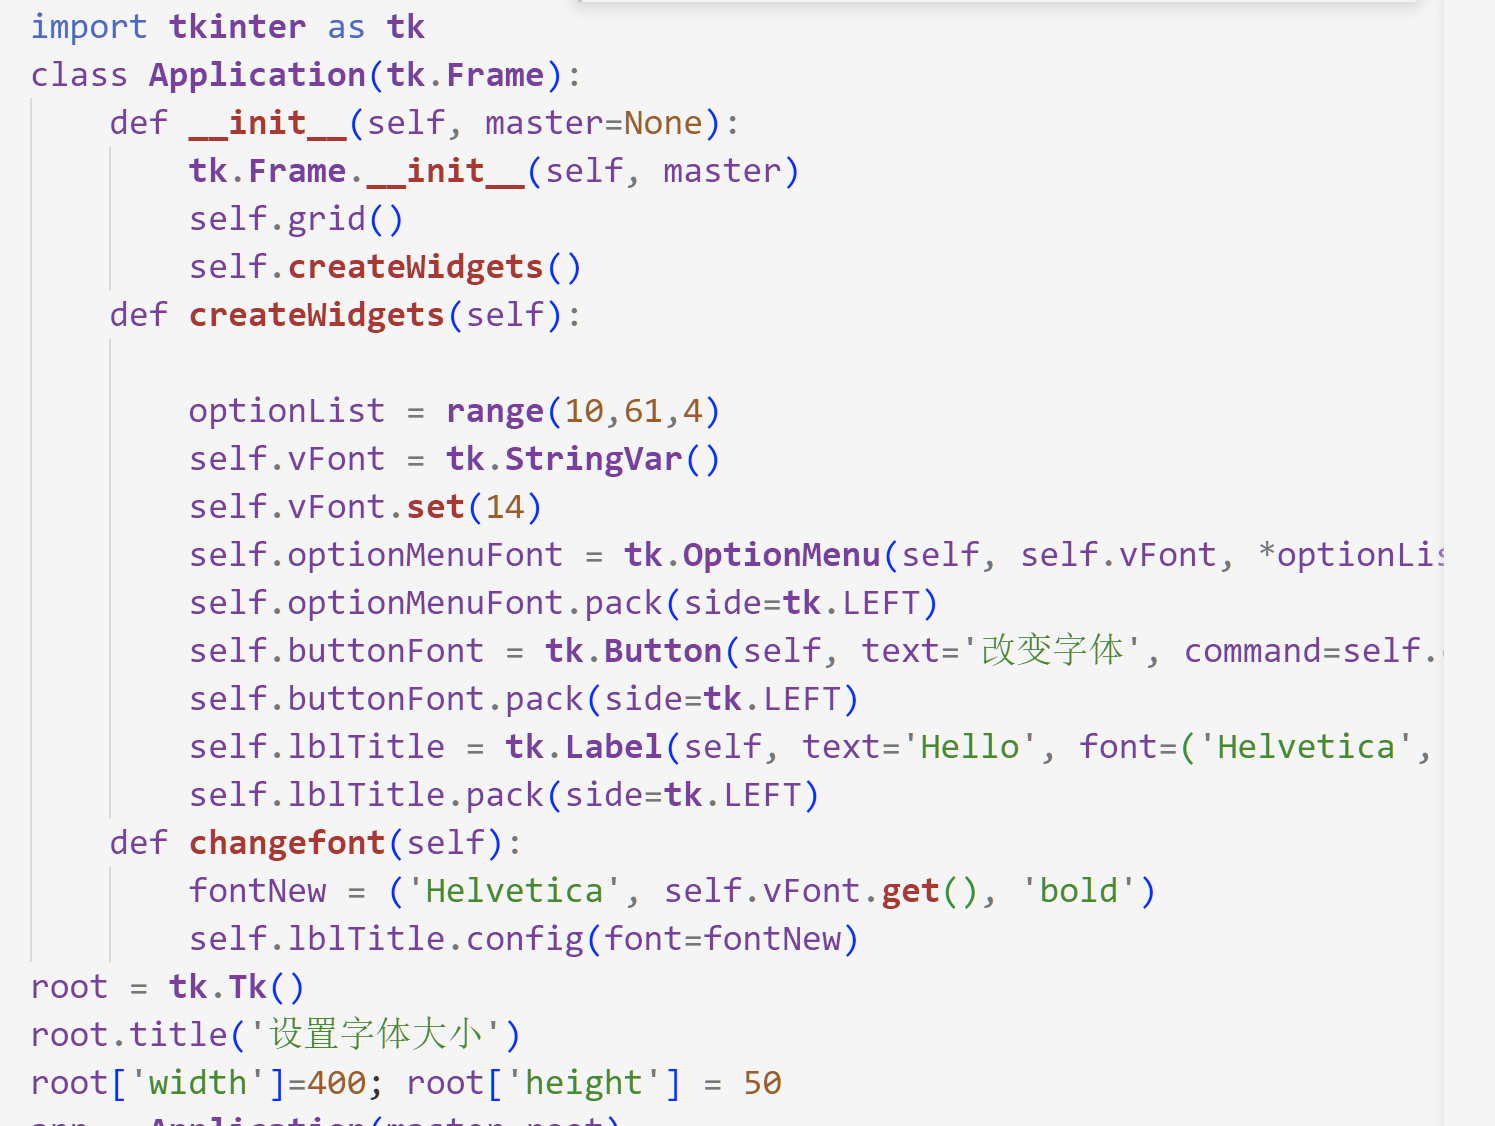 import tkinter as tk
class Application(tk.Frame):
    def __init__(self, master=None):
        tk.Frame.__init__(self, master)
        self.grid()
        self.createWidgets()
    def createWidgets(self):
        optionList = range(10,61,4)
        self.vFont = tk.StringVar()
        self.vFont.set(14)
        self.optionMenuFont = tk.OptionMenu(self, self.vFont, *optionLis
        self.optionMenuFont.pack(side=tk.LEFT)
        self.buttonFont = tk.Button(self, text='改变字体', command=self.
        self.buttonFont.pack(side=tk.LEFT)
        self.lblTitle = tk.Label(self, text='Hello', font=('Helvetica',
        self.lblTitle.pack(side=tk.LEFT)
    def changefont(self):
        fontNew = ('Helvetica', self.vFont.get(), 'bold')
        self.lblTitle.config(font=fontNew)
root = tk.Tk()
root.title('设置字体大小')
root['width']=400; root['height'] = 50